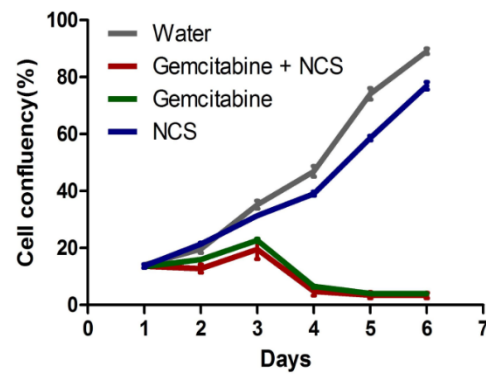 Cell confluency(%)
100
80
60
40
20
0
Water
Gemcitabine + NCS
Gemcitabine
NCS
0 1 2 3 4 5 6 7
Days